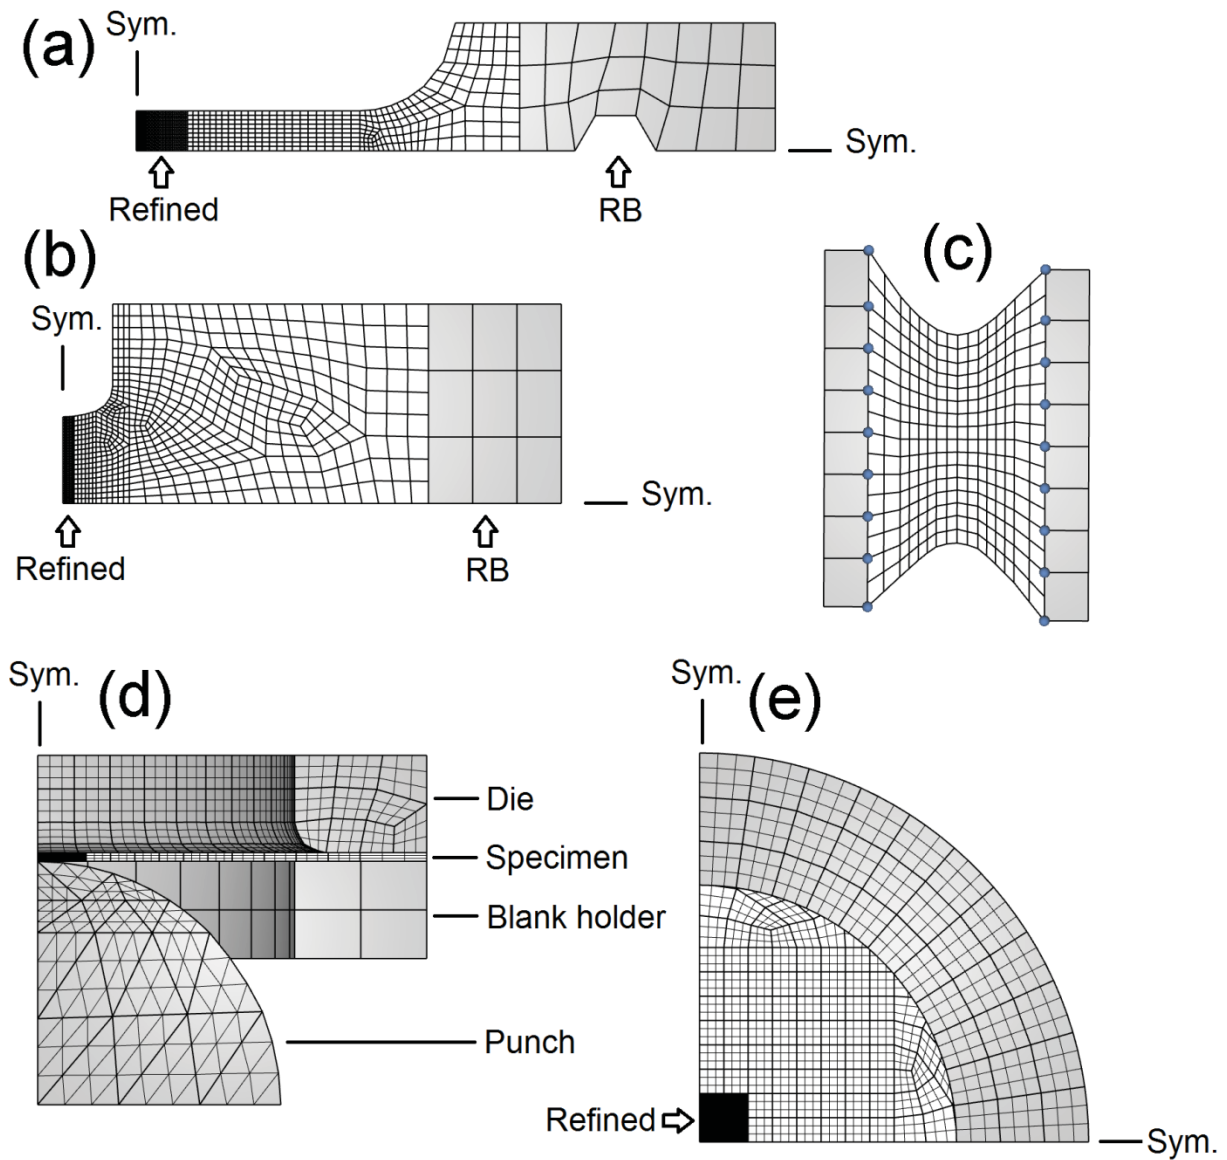 (a)
Sym.
Sym.
Refined
RB
(b)
(c)
Sym.
Sym.
Refined
RB
Sym.
(d)
Sym.
(e)
Die
Specimen
Blank holder
Punch
Refined
Sym.